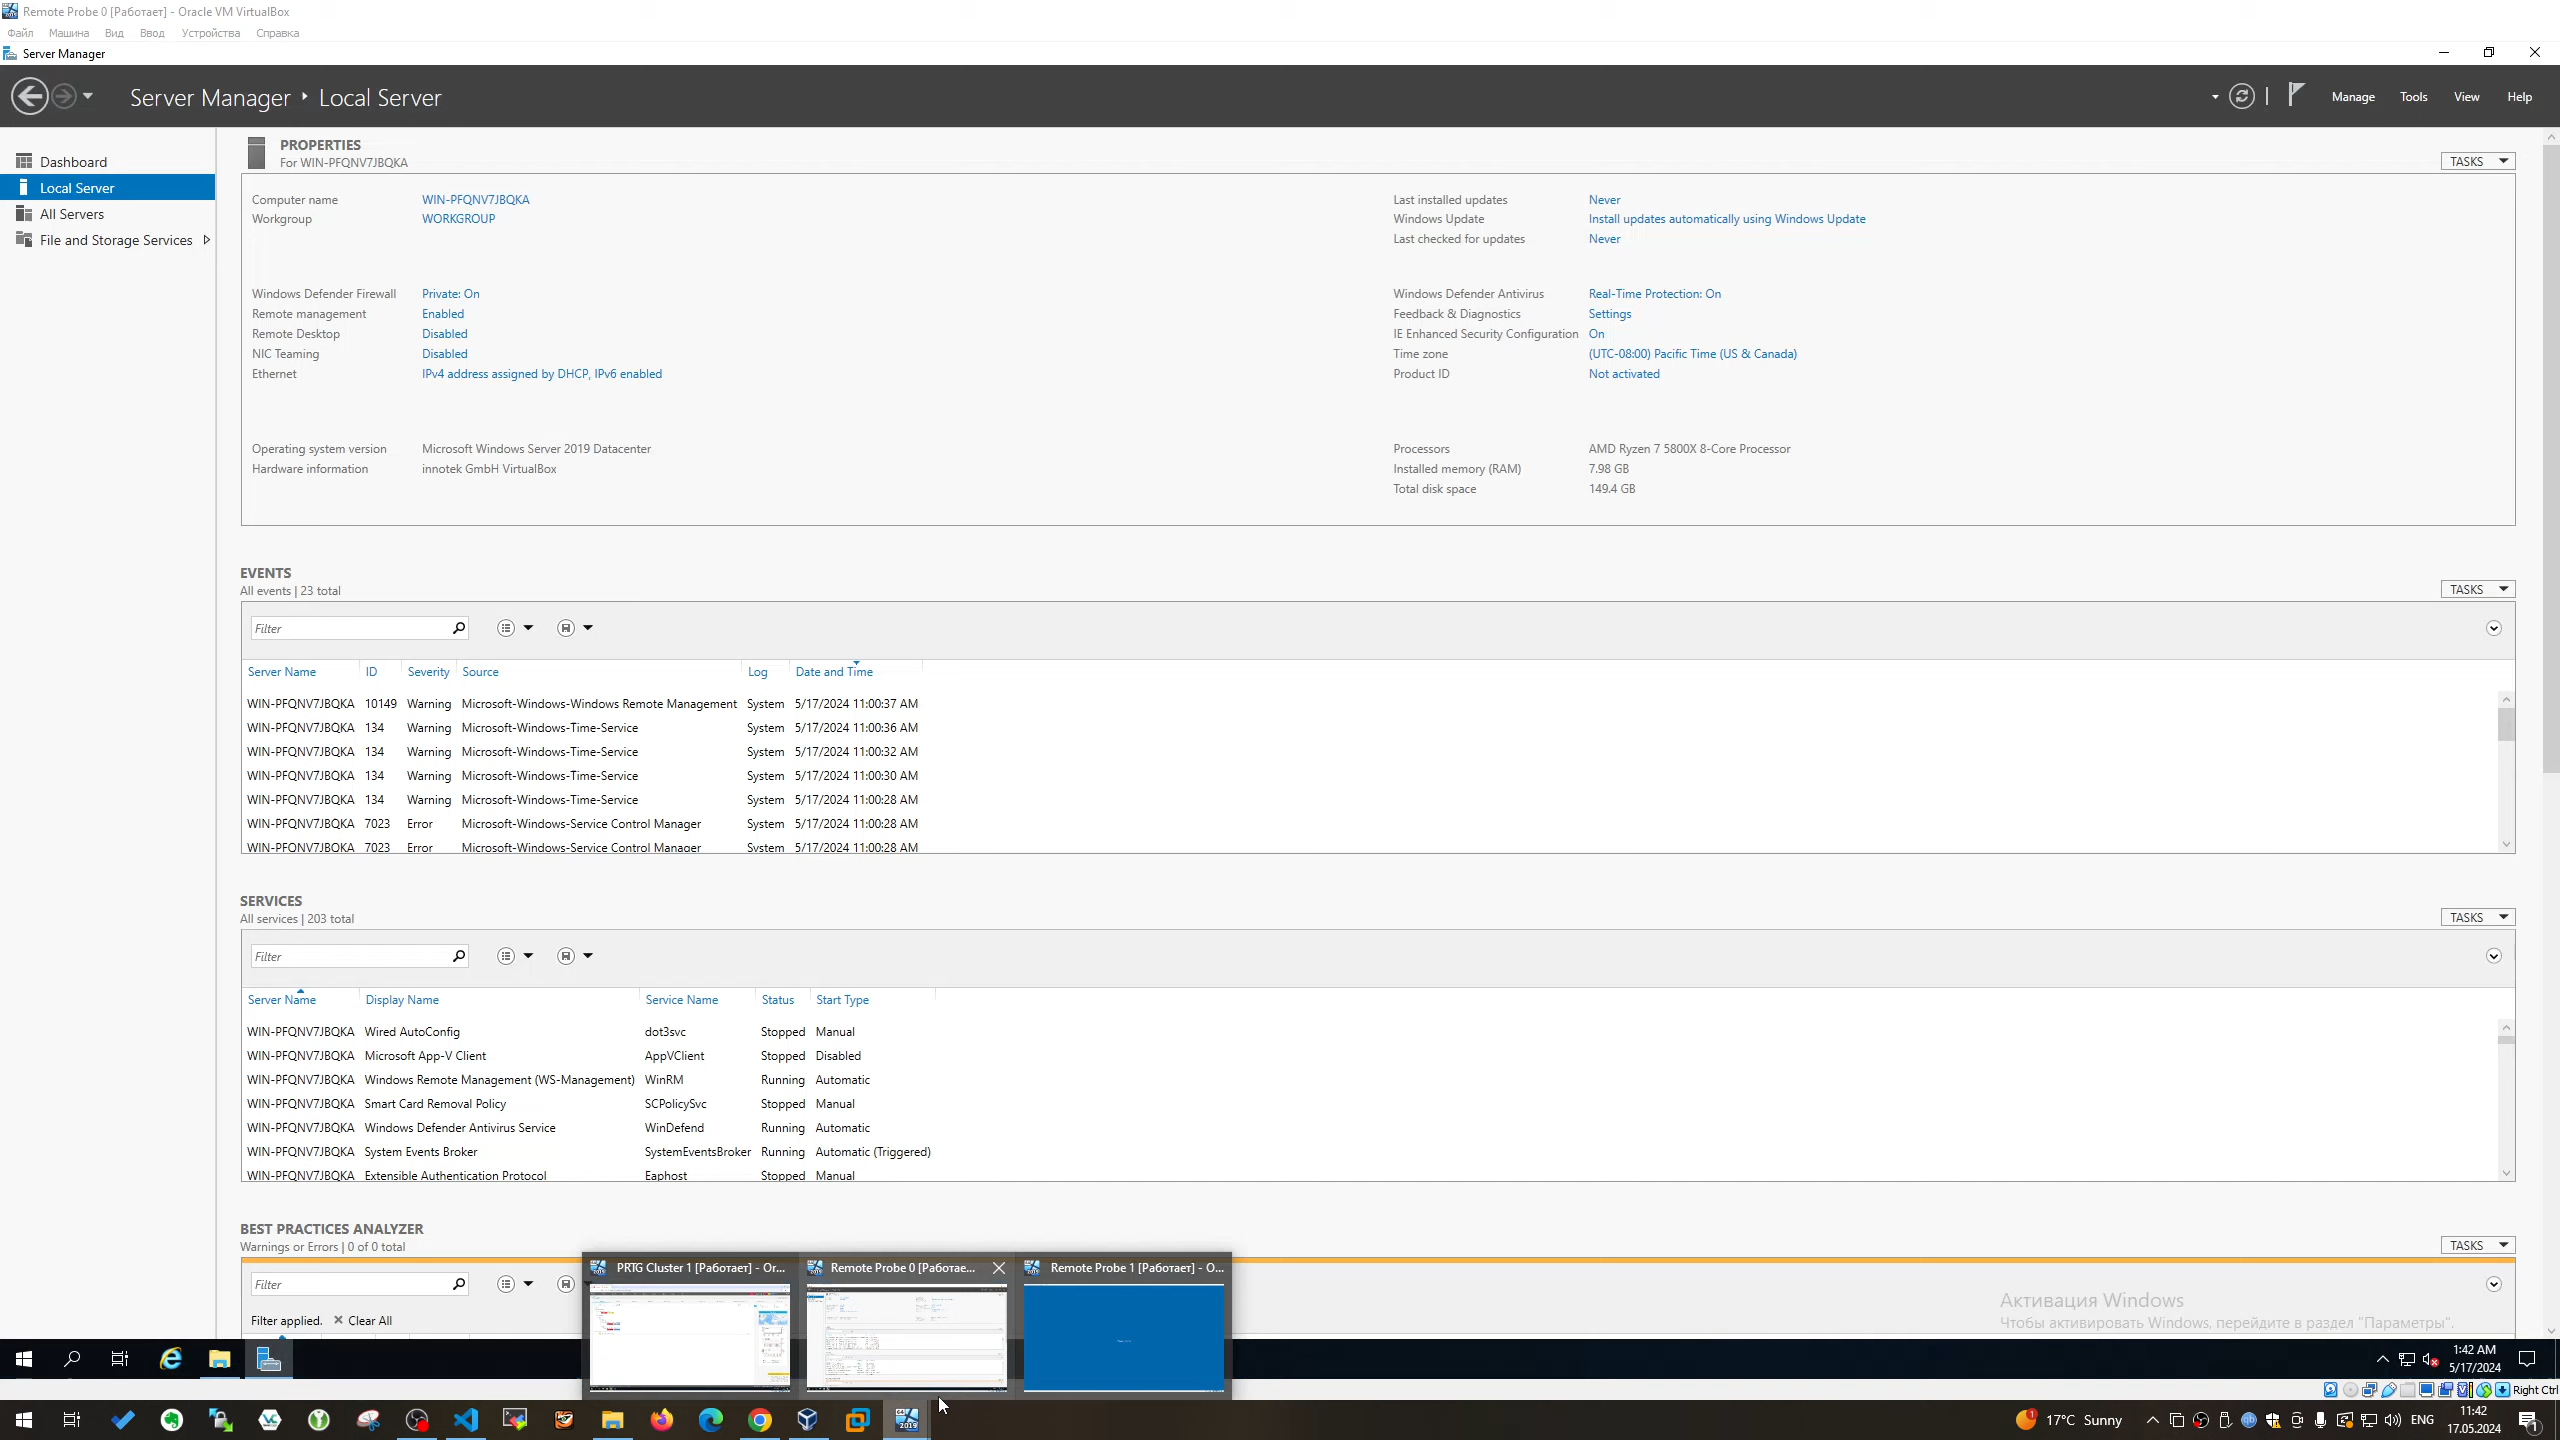 Remote Probe 0 [Работает] - Oracle VM VirtualBox
Файл Машина Вид Ввод Устройства Справка
Server Manager
Server Manager Local Server
Manage Tools View Help
Dashboard
Local Server
All Servers
File and Storage Services
PROPERTIES
For WIN-PFQNV7JBQKA
TASKS
Computer name WIN-PFQNV7JBQKA Last installed updates Never
Workgroup WORKGROUP Windows Update Install updates automatically using Windows Update
Last checked for updates Never
Windows Defender Firewall Private: On Windows Defender Antivirus Real-Time Protection: On
Remote management Enabled Feedback & Diagnostics Settings
Remote Desktop Disabled IE Enhanced Security Configuration On
NIC Teaming Disabled Time zone (UTC-08:00) Pacific Time (US & Canada)
Ethernet IPv4 address assigned by DHCP, IPv6 enabled Product ID Not activated
Operating system version Microsoft Windows Server 2019 Datacenter Processors AMD Ryzen 7 5800X 8-Core Processor
Hardware information innotek GmbH VirtualBox Installed memory (RAM) 7.98 GB
Total disk space 149.4 GB
EVENTS
All events | 23 total
TASKS
Filter
Server Name ID Severity Source Log Date and Time
WIN-PFQNV7JBQKA 10149 Warning Microsoft-Windows-Windows Remote Management System 5/17/2024 11:00:37 AM
WIN-PFQNV7JBQKA 134 Warning Microsoft-Windows-Time-Service System 5/17/2024 11:00:36 AM
WIN-PFQNV7JBQKA 134 Warning Microsoft-Windows-Time-Service System 5/17/2024 11:00:32 AM
WIN-PFQNV7JBQKA 134 Warning Microsoft-Windows-Time-Service System 5/17/2024 11:00:30 AM
WIN-PFQNV7JBQKA 134 Warning Microsoft-Windows-Time-Service System 5/17/2024 11:00:28 AM
WIN-PFQNV7JBQKA 7023 Error Microsoft-Windows-Service Control Manager System 5/17/2024 11:00:28 AM
WIN-PFQNV7JBQKA 7023 Error Microsoft-Windows-Service Control Manager System 5/17/2024 11:00:28 AM
SERVICES
All services | 203 total
TASKS
Filter
Server Name Display Name Service Name Status Start Type
WIN-PFQNV7JBQKA Wired AutoConfig dot3svc Stopped Manual
WIN-PFQNV7JBQKA Microsoft App-V Client AppVClient Stopped Disabled
WIN-PFQNV7JBQKA Windows Remote Management (WS-Management) WinRM Running Automatic
WIN-PFQNV7JBQKA Smart Card Removal Policy SCPolicySvc Stopped Manual
WIN-PFQNV7JBQKA Windows Defender Antivirus Service WinDefend Running Automatic
WIN-PFQNV7JBQKA System Events Broker SystemEventsBroker Running Automatic (Triggered)
WIN-PFQNV7JBQKA Extensible Authentication Protocol Eaphost Stopped Manual
BEST PRACTICES ANALYZER
Warnings or Errors | 0 of 0 total
TASKS
Filter
Filter applied. Clear All
PRTG Cluster 1 [Работает] - Or... Remote Probe 0 [Работае... Remote Probe 1 [Работает] - O...
Активация Windows
Чтобы активировать Windows, перейдите в раздел "Параметры".
1:42 AM
5/17/2024
Right Ctrl
2019
17°C Sunny
ENG
11:42
17.05.2024